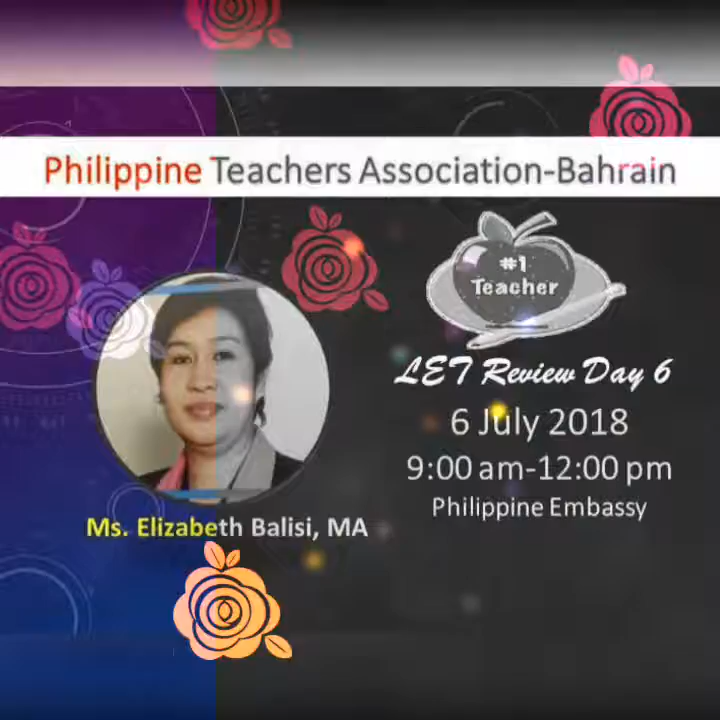 Philippine Teachers Association-Bahrain
#1
Teacher
LET Review Day 6
6 July 2018
9:00 am-12:00 pm
Philippine Embassy
Ms. Elizabeth Balisi, MA